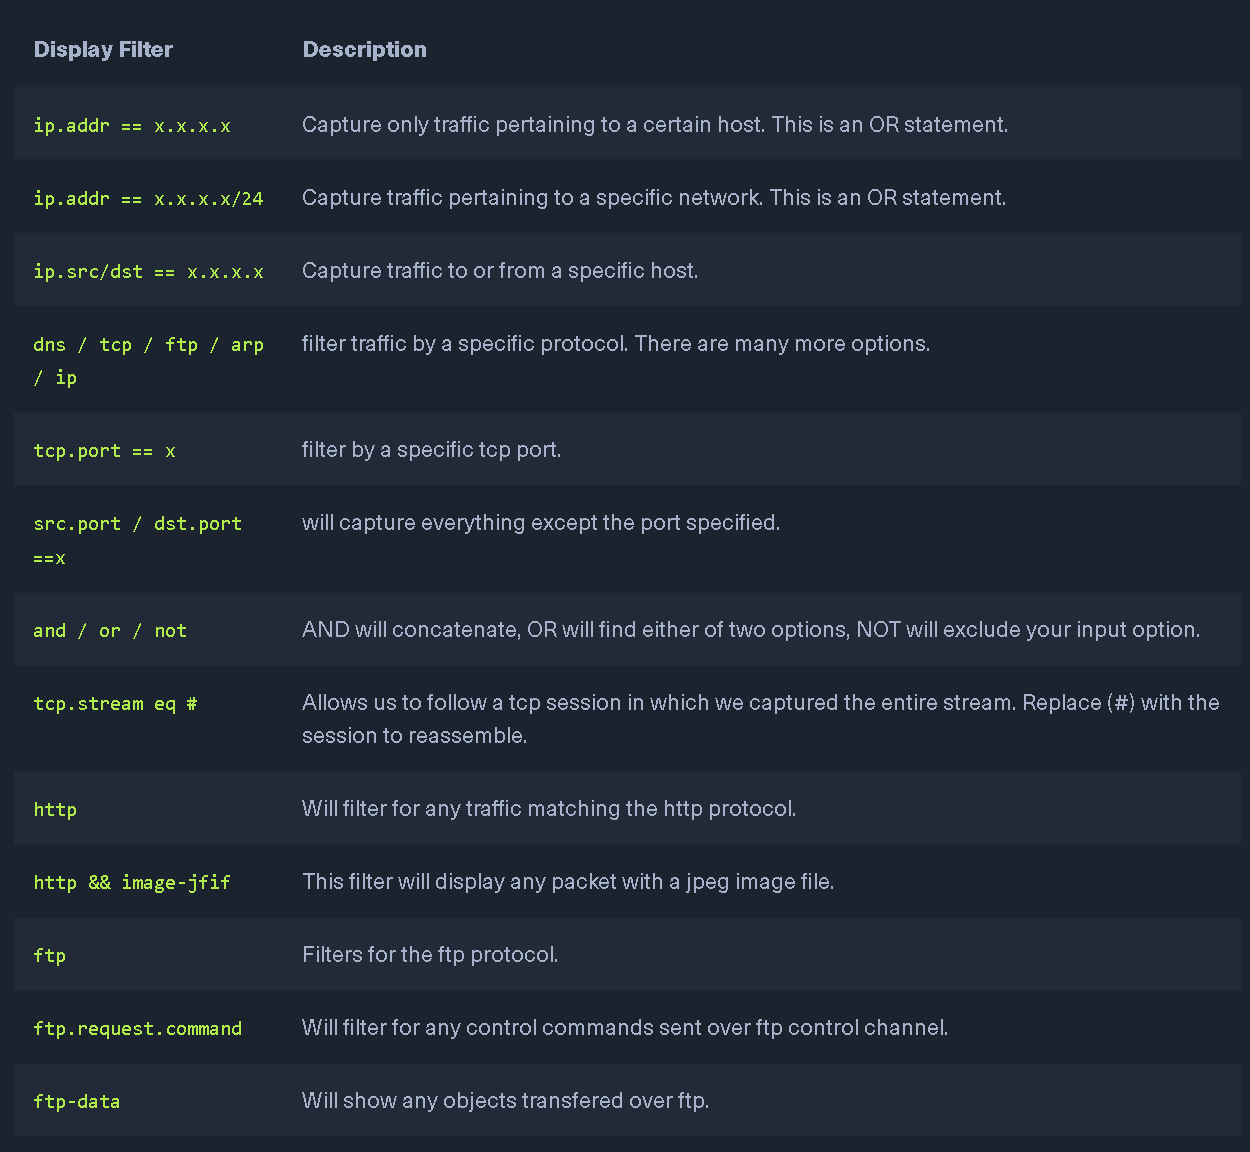 Display Filter Description
ip.addr == x.x.x.x Capture only traffic pertaining to a certain host. This is an OR statement.
ip.addr == x.x.x.x/24 Capture traffic pertaining to a specific network. This is an OR statement.
ip.src/dst == x.x.x.x Capture traffic to or from a specific host.
dns / tcp / ftp / arp filter traffic by a specific protocol. There are many more options.
/ ip
tcp.port == x filter by a specific tcp port.
src.port / dst.port will capture everything except the port specified.
==x
and / or / not AND will concatenate, OR will find either of two options, NOT will exclude your input option.
tcp.stream eq # Allows us to follow a tcp session in which we captured the entire stream. Replace (#) with the
session to reassemble.
http Will filter for any traffic matching the http protocol.
http && image-jfif This filter will display any packet with a jpeg image file.
ftp Filters for the ftp protocol.
ftp.request.command Will filter for any control commands sent over ftp control channel.
ftp-data Will show any objects transfered over ftp.